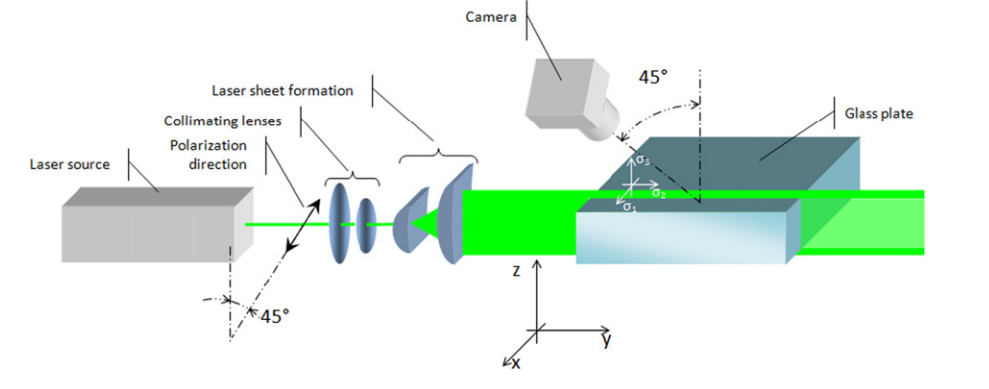 Camera
45°
Laser sheet formation
Glass plate
Collimating lenses
Polarization
direction
Laser source
σ₃
σ₂
σ₁
45°
z
y
x